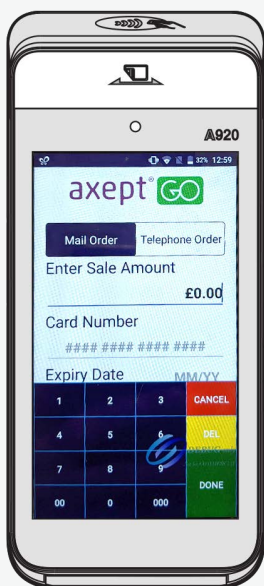 A920
32% 12:59
axept® GO
Mail Order Telephone Order
Enter Sale Amount
£0.00
Card Number
#### #### #### ####
Expiry Date MM/YY
1 2 3 CANCEL
4 5 6 DEL
7 8 9 DONE
00 0 000